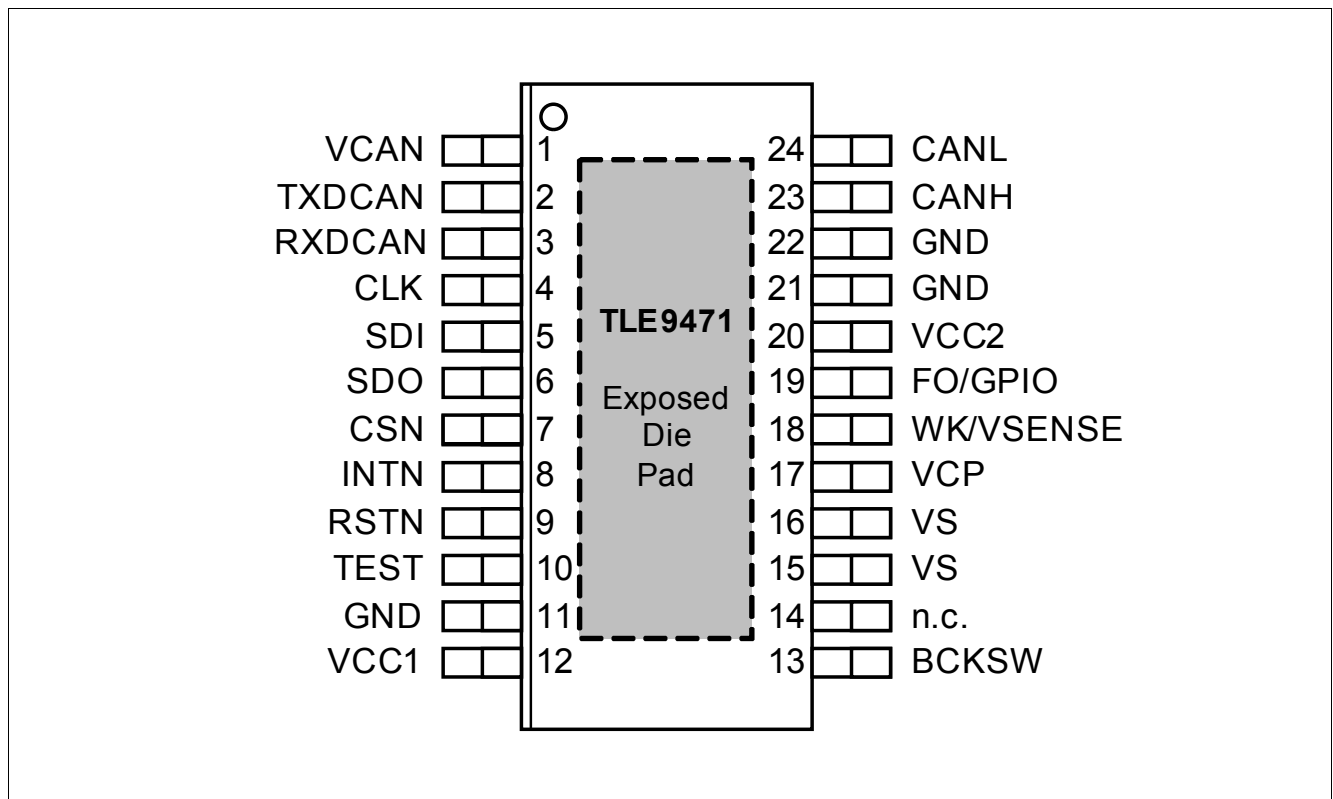 VCAN 1 24 CANL
TXDCAN 2 23 CANH
RXDCAN 3 22 GND
CLK 4 21 GND
SDI 5 20 VCC2
SDO 6 19 FO/GPIO
CSN 7 18 WK/VSENSE
INTN 8 17 VCP
RSTN 9 16 VS
TEST 10 15 VS
GND 11 14 n.c.
VCC1 12 13 BCKSW
TLE9471
Exposed
Die
Pad